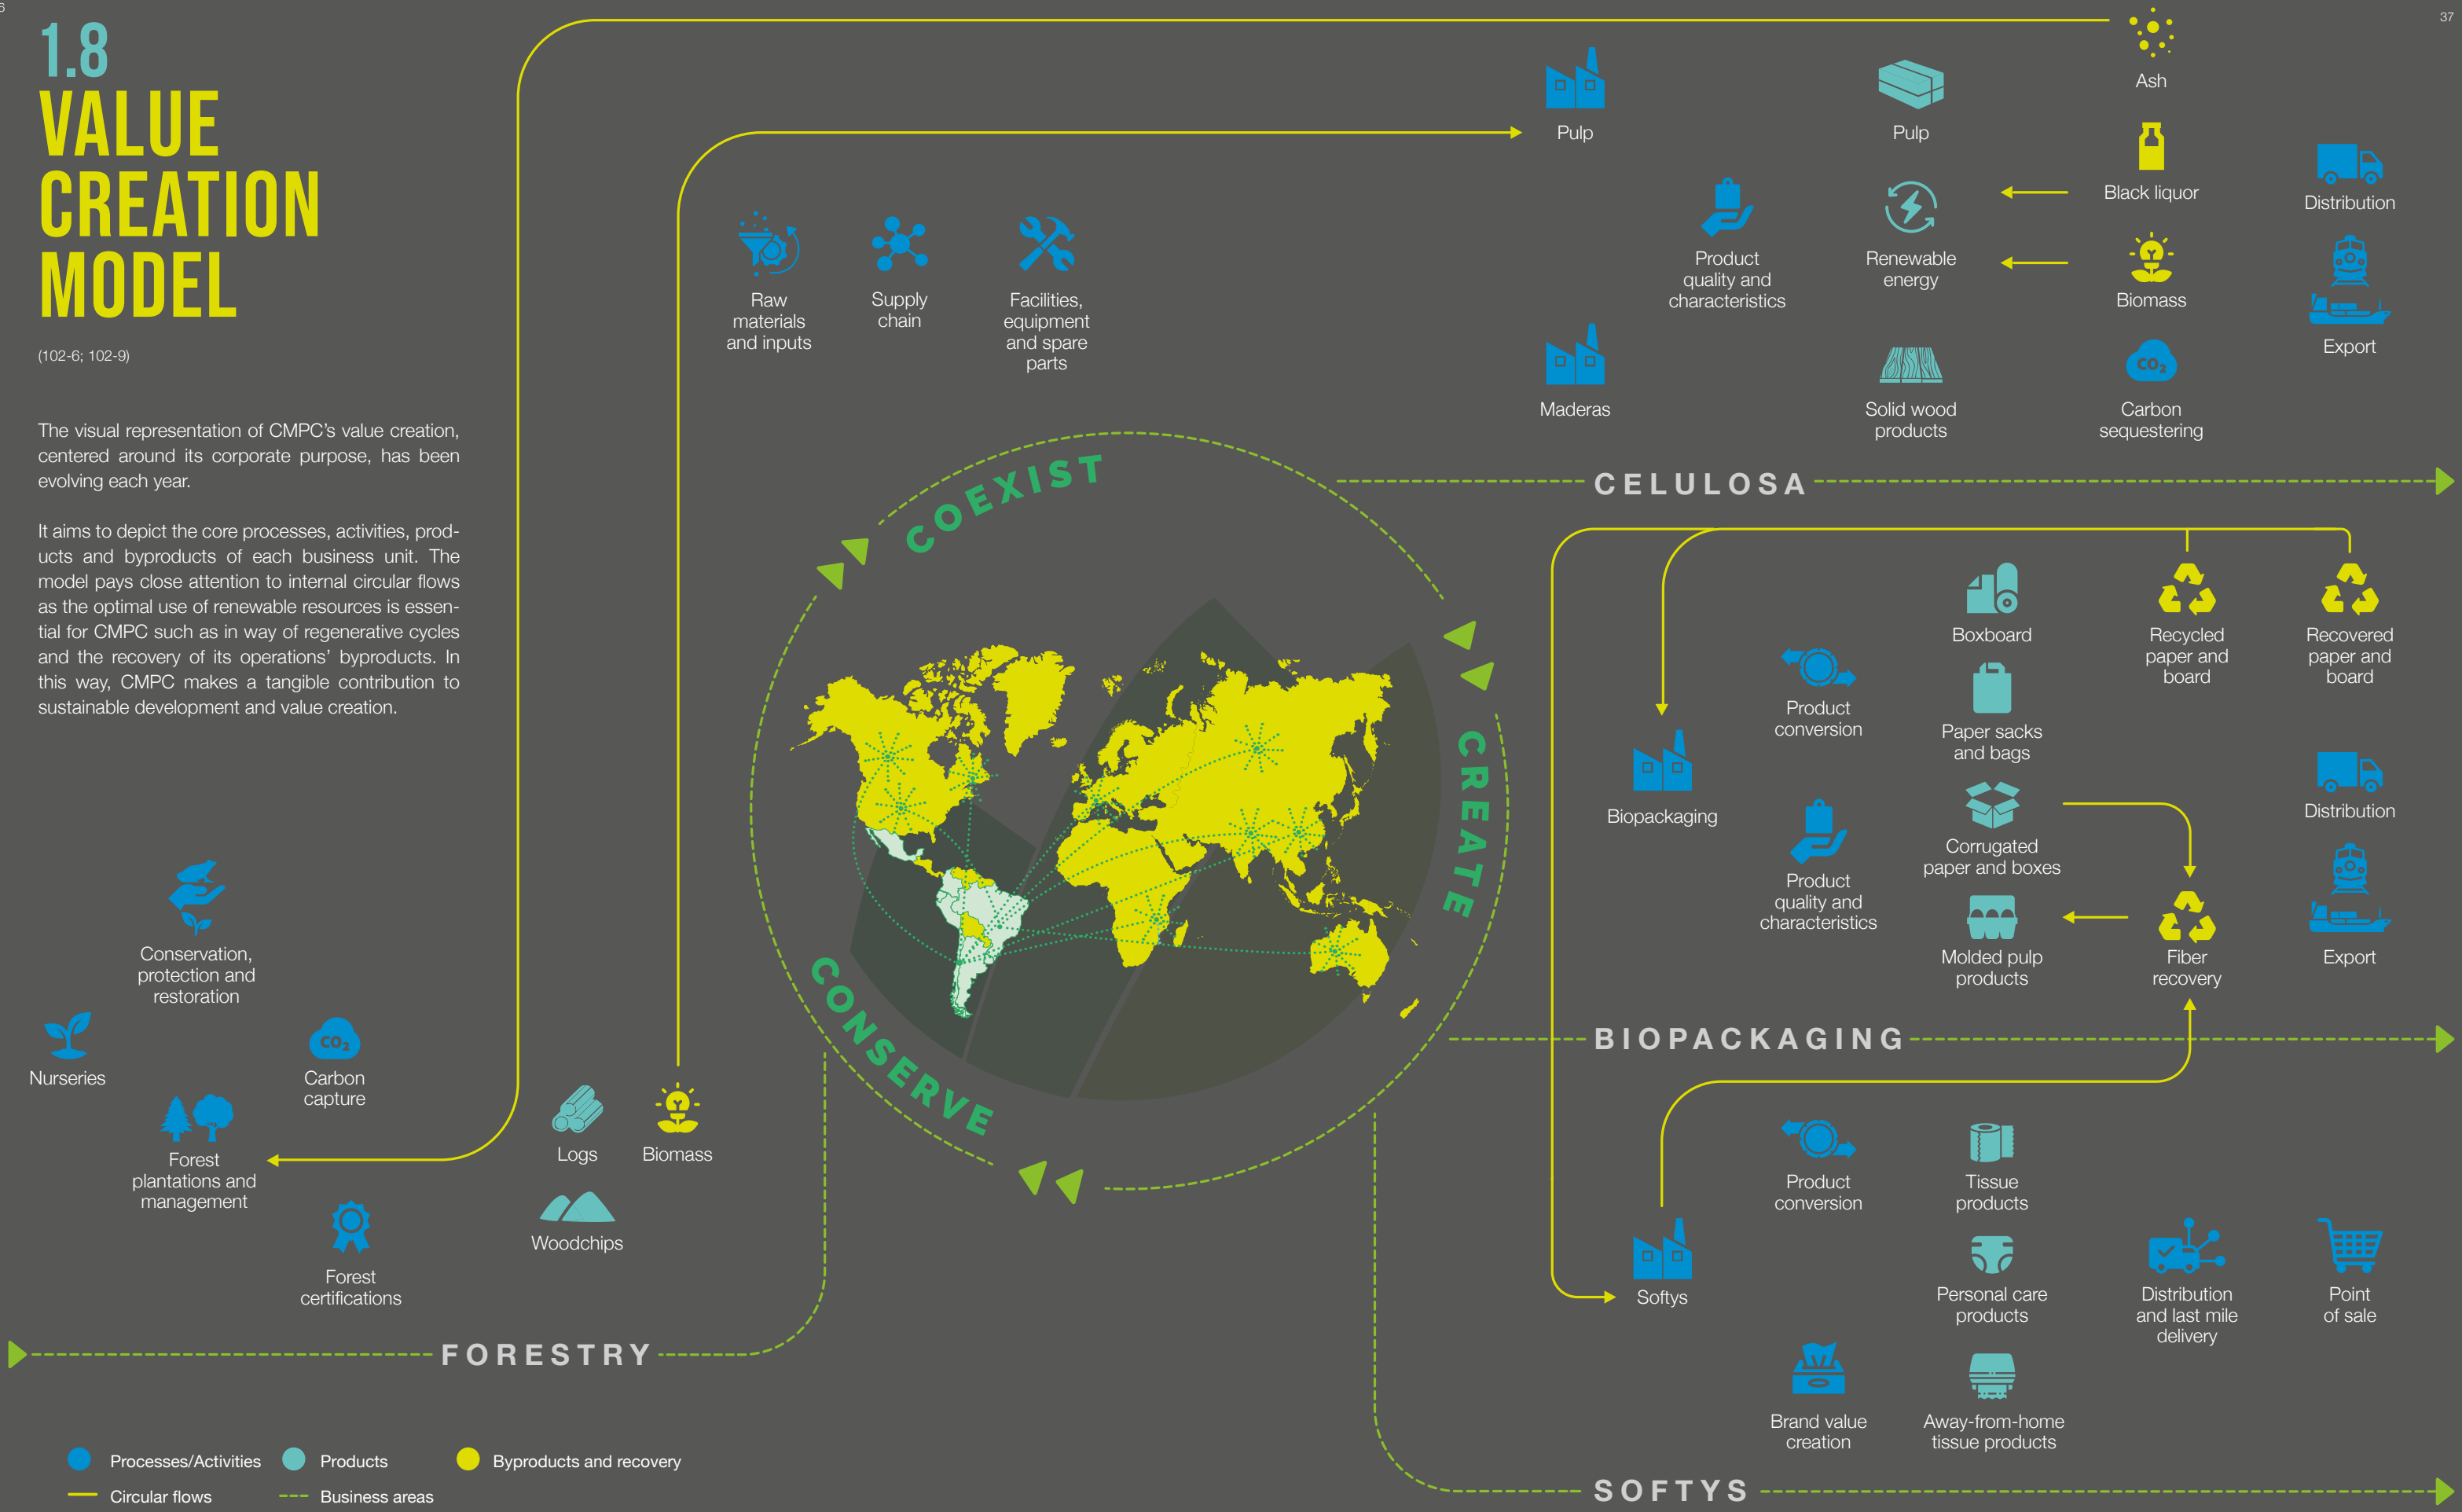 6
37
1.8
VALUE
CREATION
MODEL
(102-6; 102-9)
The visual representation of CMPC's value creation,
centered around its corporate purpose, has been
evolving each year.
It aims to depict the core processes, activities, prod-
ucts and byproducts of each business unit. The
model pays close attention to internal circular flows
as the optimal use of renewable resources is essen-
tial for CMPC such as in way of regenerative cycles
and the recovery of its operations' byproducts. In
this way, CMPC makes a tangible contribution to
sustainable development and value creation.
Conservation,
protection and
restoration
Nurseries
CO2
Carbon
capture
Forest
plantations and
management
Forest
certifications
Logs
Biomass
Woodchips
FORESTRY
Raw
materials
and inputs
Supply
chain
Facilities,
equipment
and spare
parts
COEXIST
CREATE
CONSERVE
Pulp
Pulp
Ash
Black liquor
Distribution
Product
quality and
characteristics
Renewable
energy
Biomass
Export
Maderas
Solid wood
products
CO2
Carbon
sequestering
CELULOSA
Boxboard
Recycled
paper and
board
Recovered
paper and
board
Product
conversion
Paper sacks
and bags
Biopackaging
Distribution
Product
quality and
characteristics
Corrugated
paper and boxes
Molded pulp
products
Fiber
recovery
Export
BIOPACKAGING
Product
conversion
Tissue
products
Softys
Personal care
products
Distribution
and last mile
delivery
Point
of sale
Brand value
creation
Away-from-home
tissue products
SOFTYS
Processes/Activities
Products
Byproducts and recovery
Circular flows
Business areas